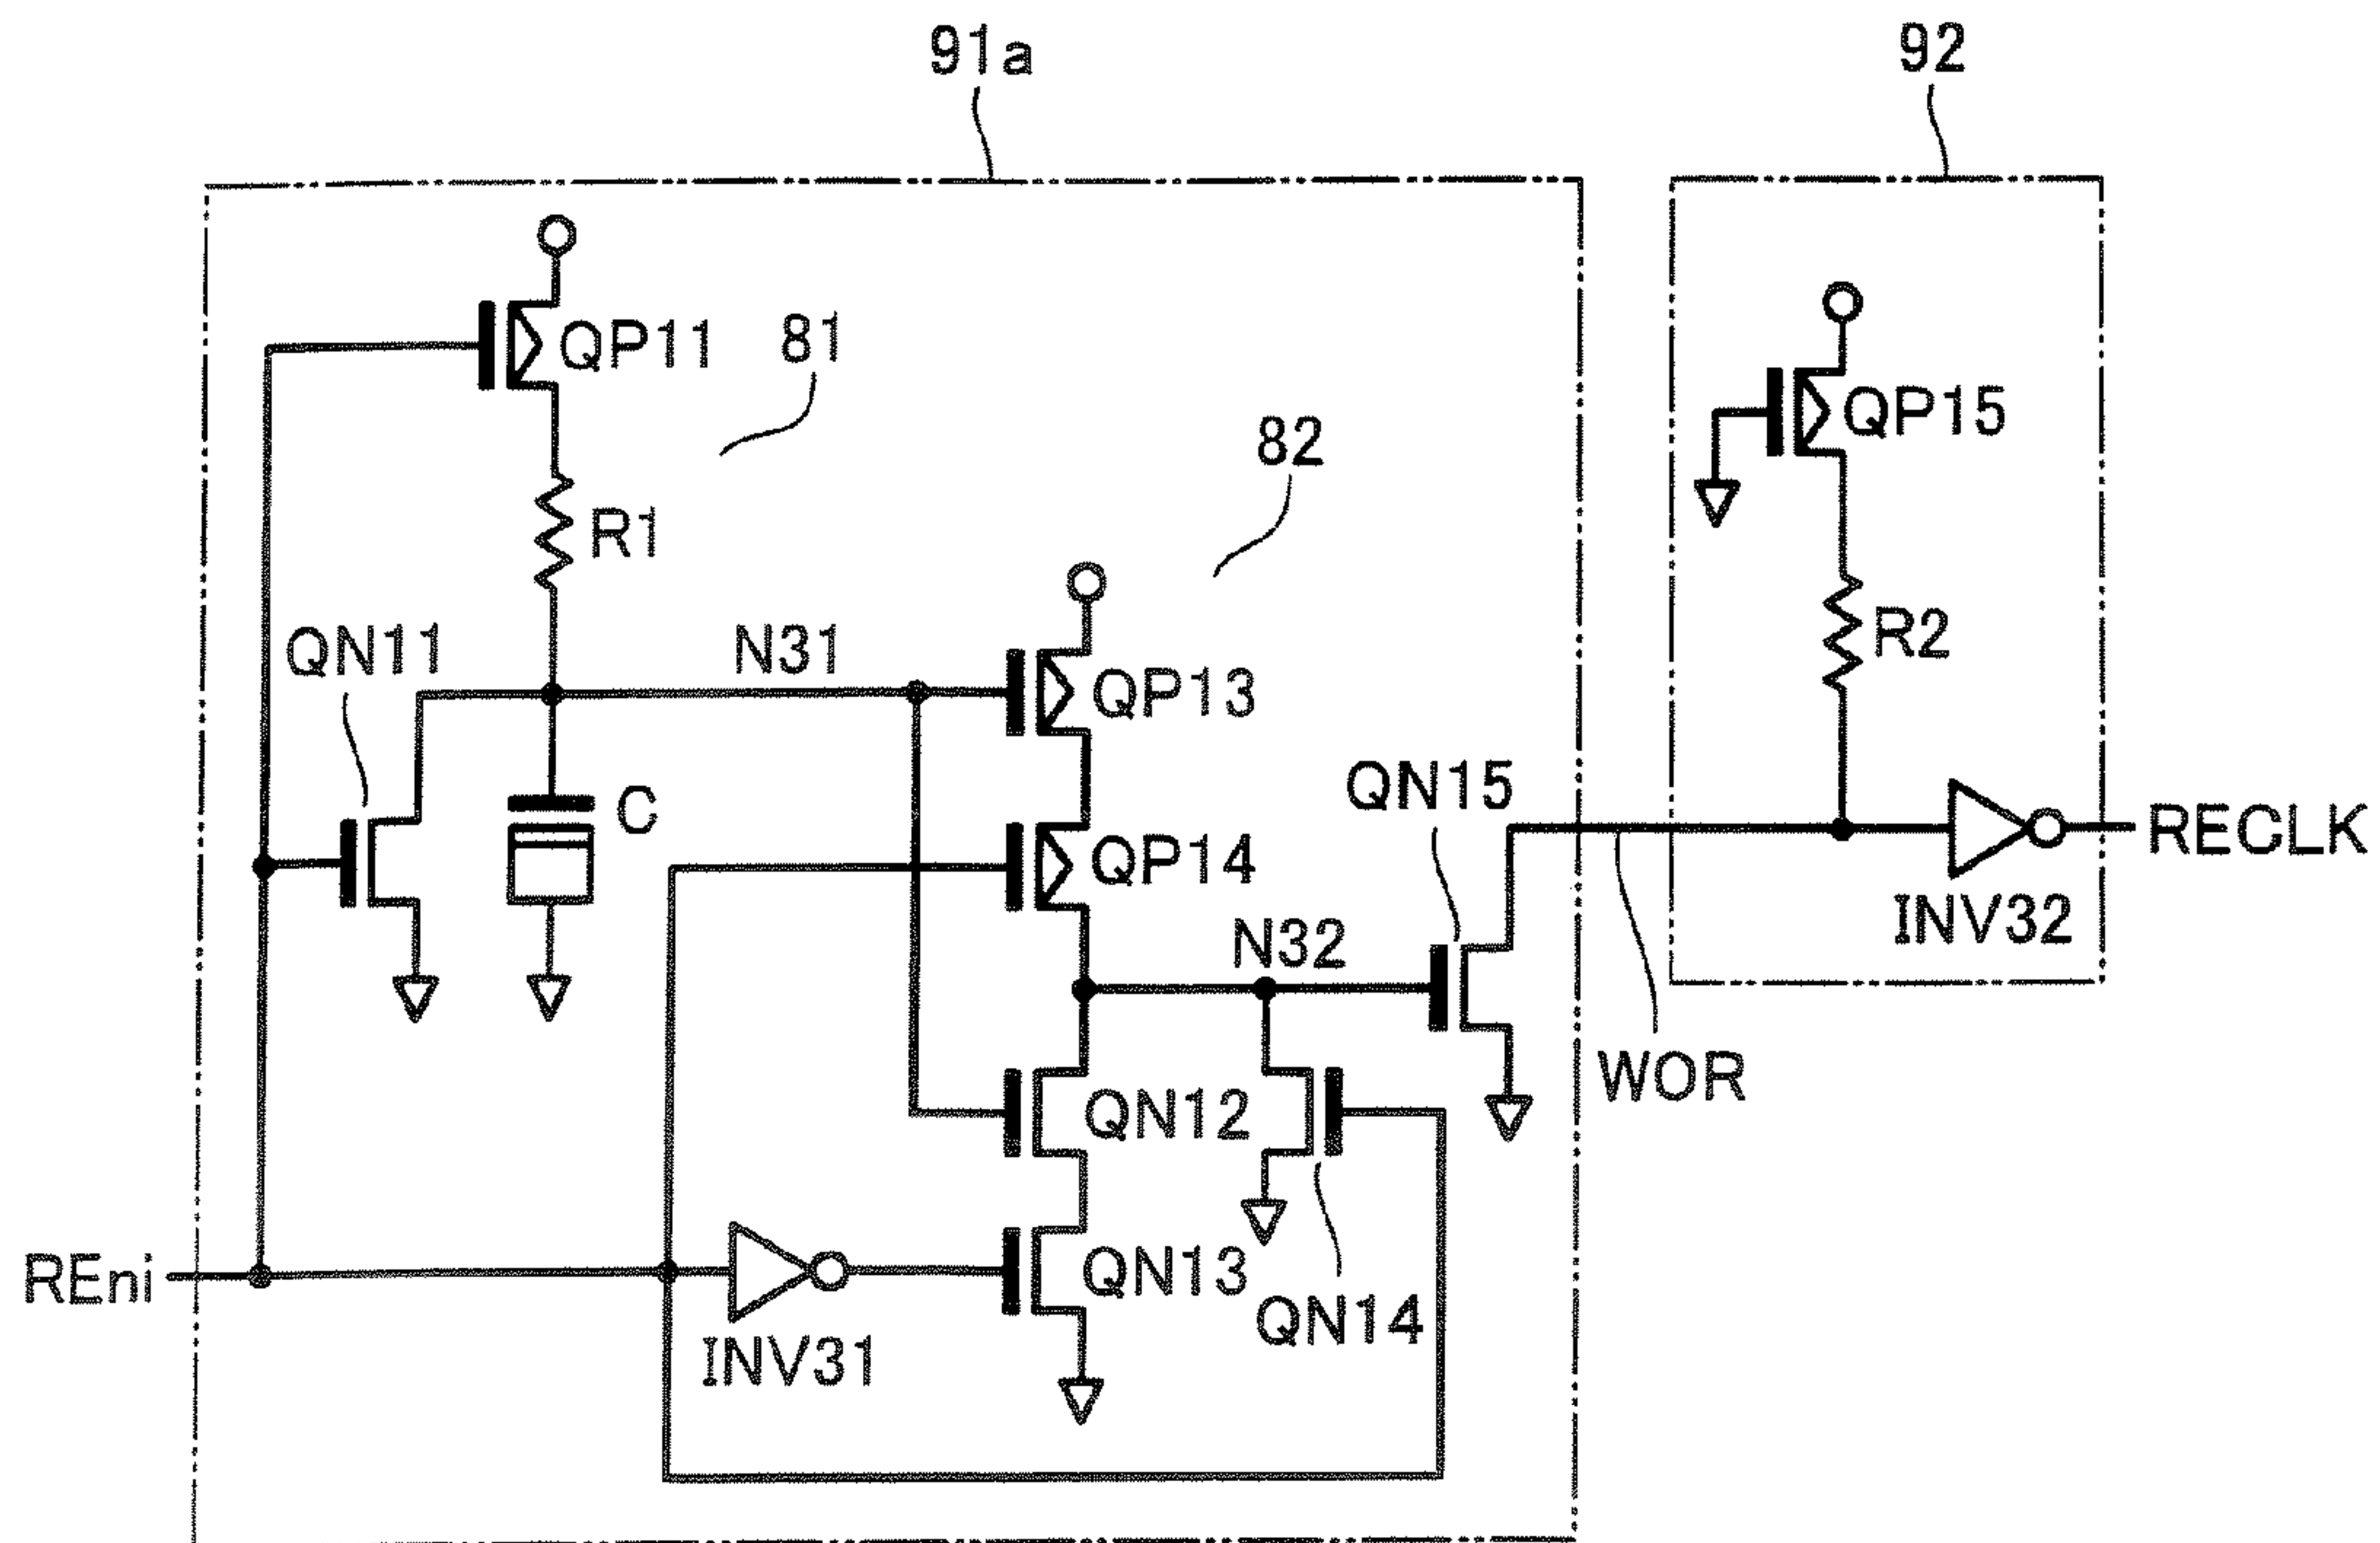 91a
92
QP11
81
QP15
82
R1
R2
QN11
N31
QP13
C
QN15
QP14
RECLK
INV32
N32
WOR
QN12
REni
QN13
QN14
INV31